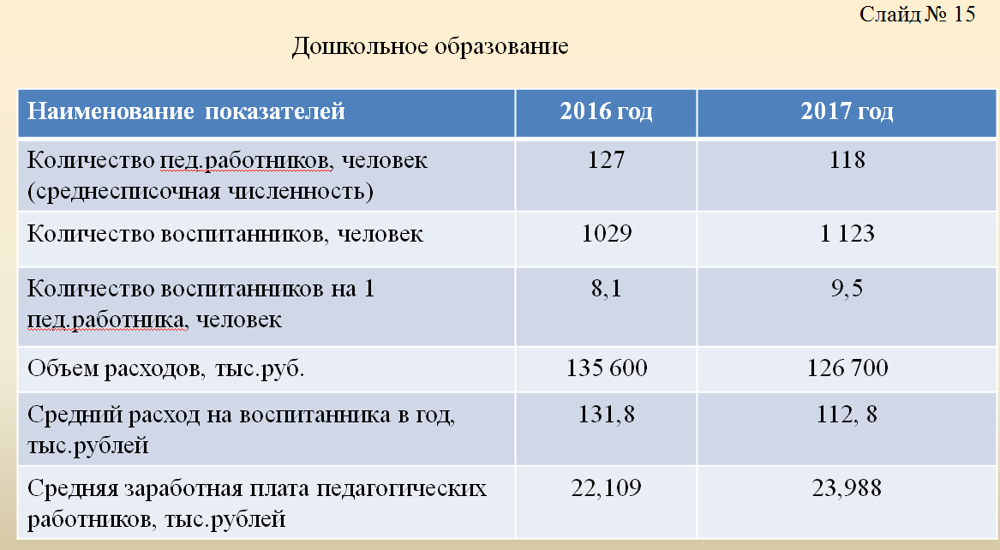 Слайд № 15
Дошкольное образование
Наименование показателей 2016 год 2017 год
Количество пед.работников, человек 127 118
(среднесписочная численность)
Количество воспитанников, человек 1029 1 123
Количество воспитанников на 1 8,1 9,5
пед.работника, человек
Объем расходов, тыс.руб. 135 600 126 700
Средний расход на воспитанника в год, 131,8 112, 8
тыс.рублей
Средняя заработная плата педагогических 22,109 23,988
работников, тыс.рублей